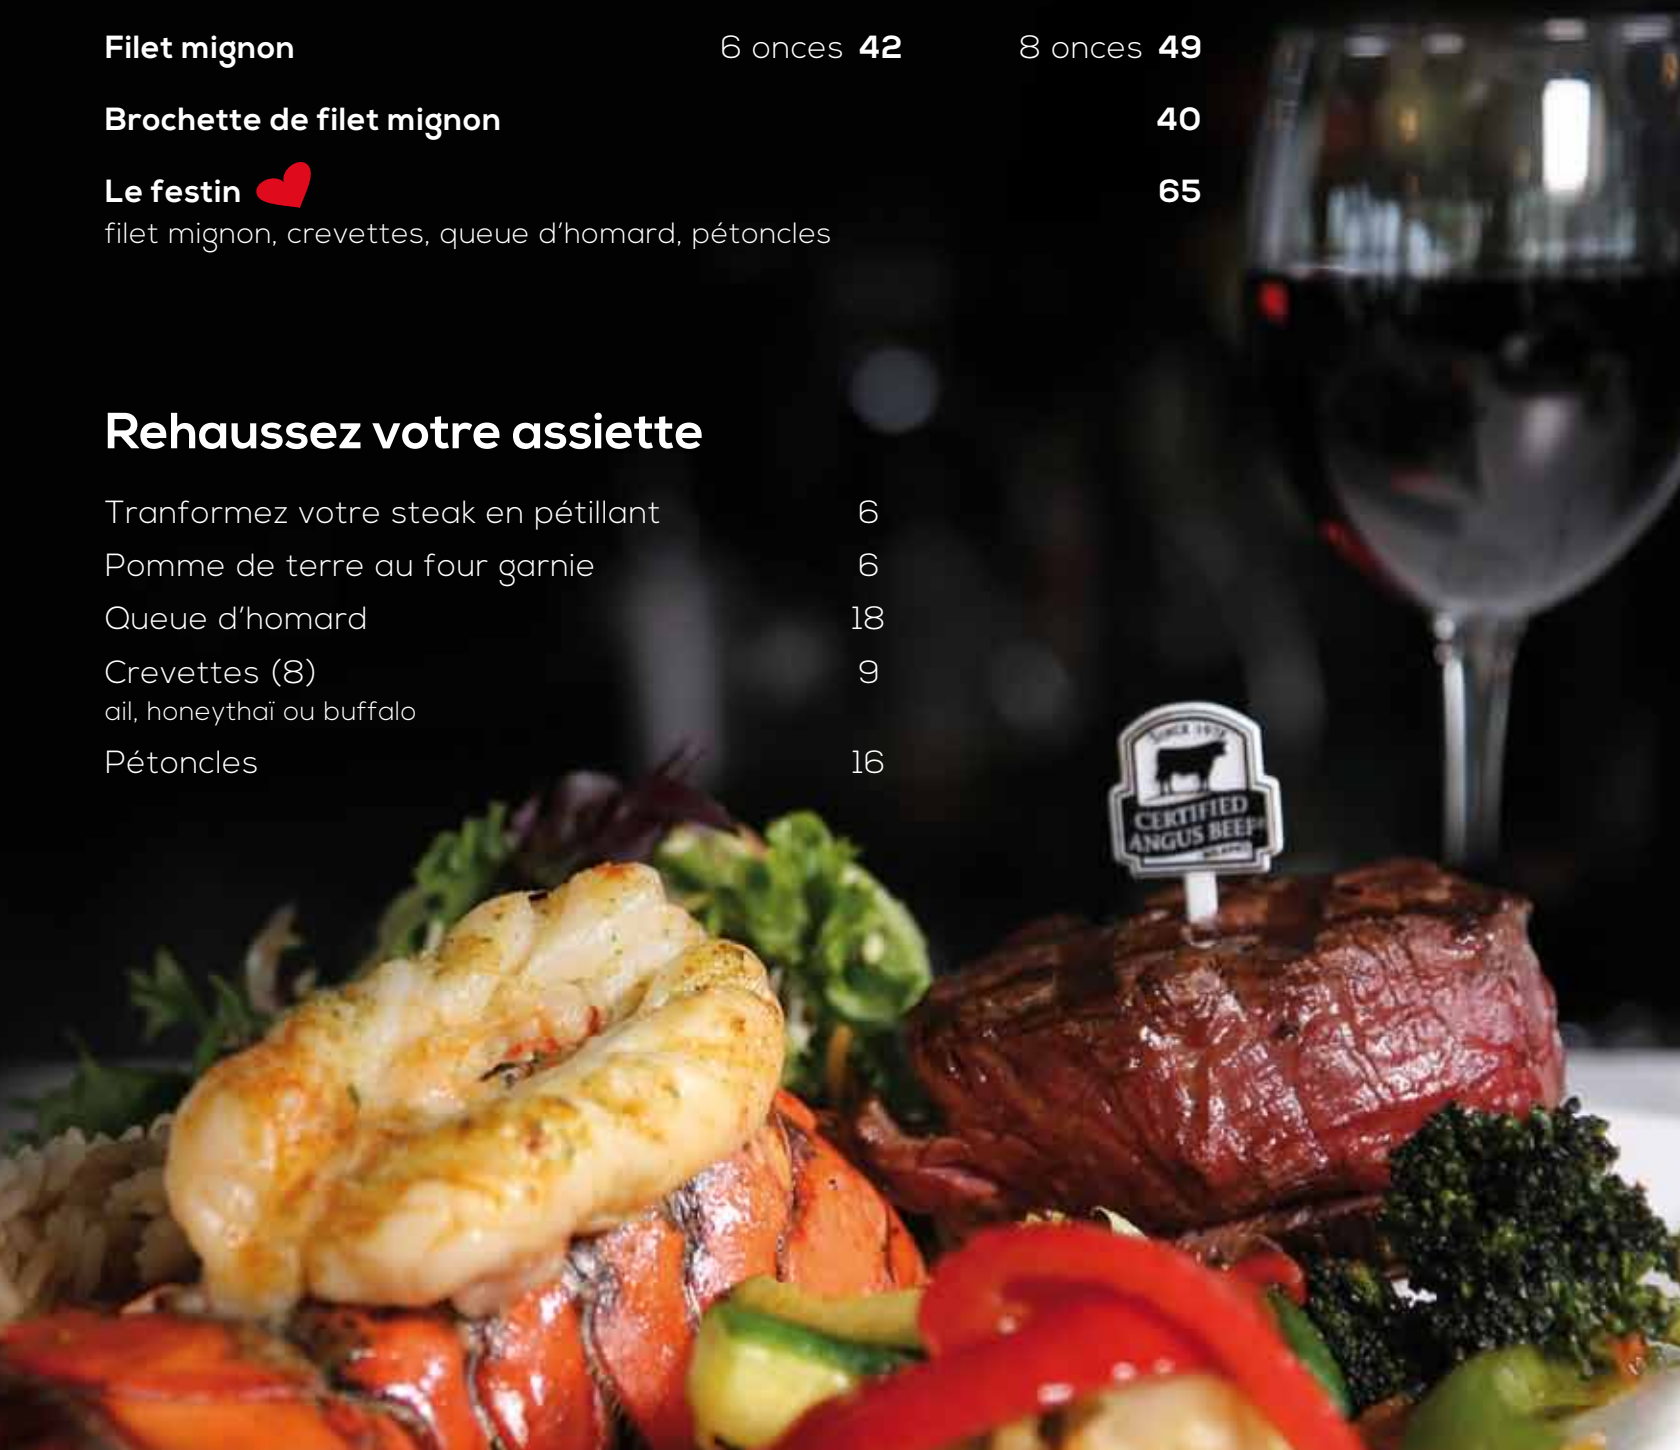 Filet mignon 6 onces 42 8 onces 49
Brochette de filet mignon 40
Le festin 65
filet mignon, crevettes, queue d'homard, pétoncles
Rehaussez votre assiette
Tranformez votre steak en pétillant 6
Pomme de terre au four garnie 6
Queue d'homard 18
Crevettes (8) 9
ail, honeythaï ou buffalo
Pétoncles 16
SINCE 1978
CERTIFIED
ANGUS BEEF